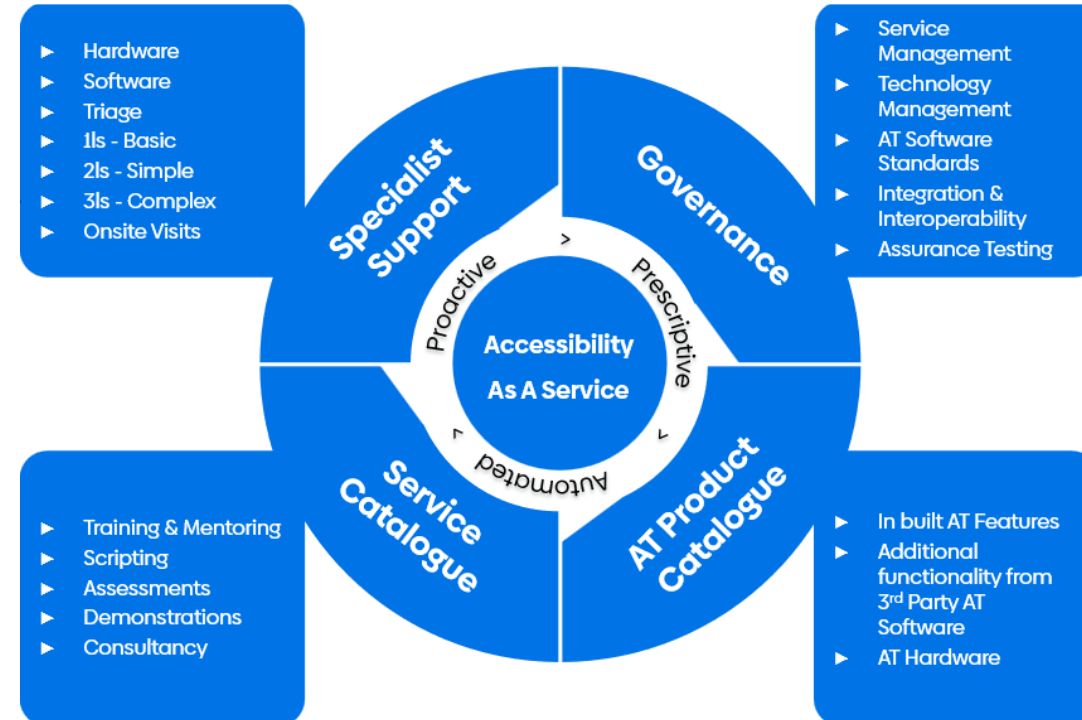 ► Hardware
► Software
► Triage
► 1ls - Basic
► 2ls - Simple
► 3ls - Complex
► Onsite Visits
► Service
Management
► Technology
Management
► AT Software
Standards
► Integration &
Interoperability
► Assurance Testing
Specialist
Support
Governance
Proactive
>
Prescriptive
>
Automated
>
Accessibility
As A Service
Service
Catalogue
AT Product
Catalogue
► Training & Mentoring
► Scripting
► Assessments
► Demonstrations
► Consultancy
► In built AT Features
► Additional
functionality from
3rd Party AT
Software
► AT Hardware